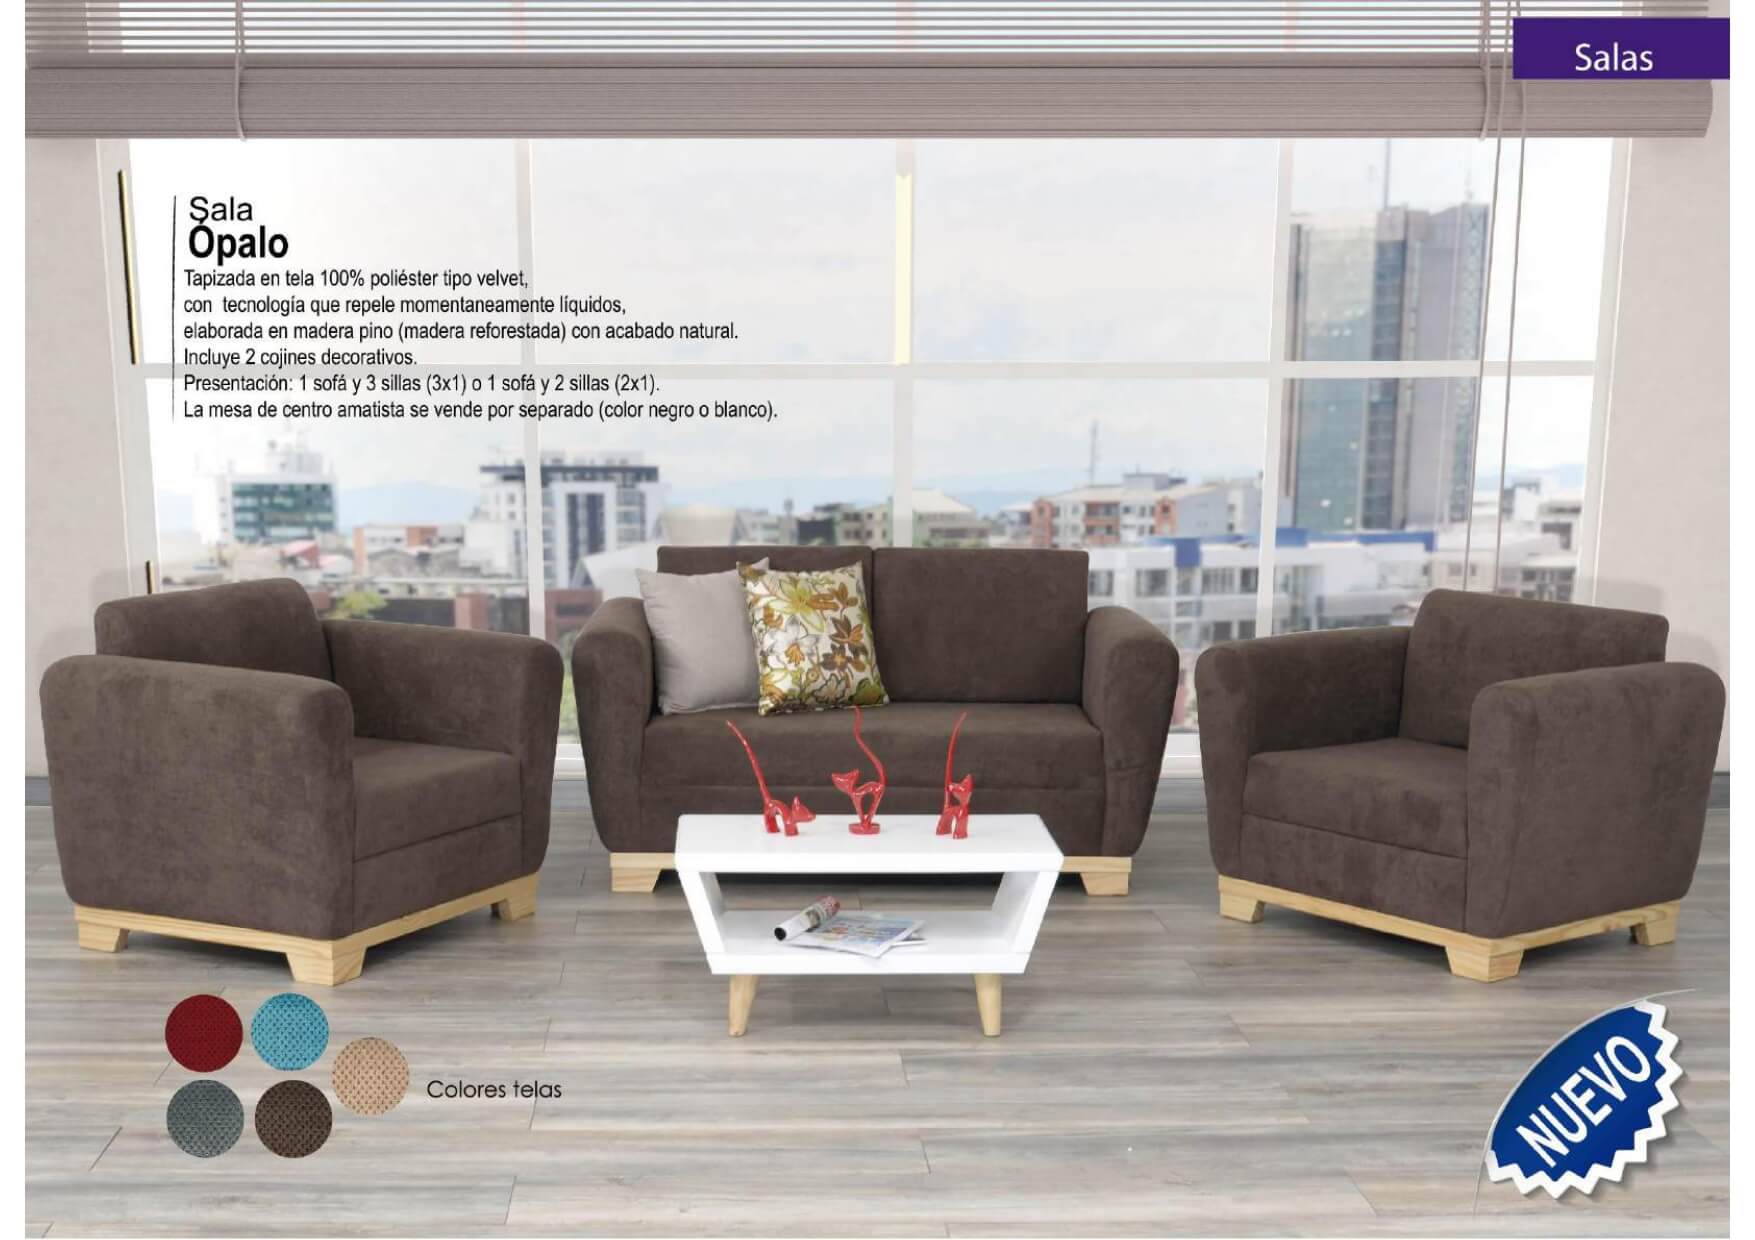 Salas
Sala
Ópalo
Tapizada en tela 100% poliéster tipo velvet,
con tecnología que repele momentaneamente líquidos,
elaborada en madera pino (madera reforestada) con acabado natural.
Incluye 2 cojines decorativos.
Presentación: 1 sofá y 3 sillas (3x1) o 1 sofá y 2 sillas (2x1).
La mesa de centro amatista se vende por separado (color negro o blanco).
Colores telas
NUEVO